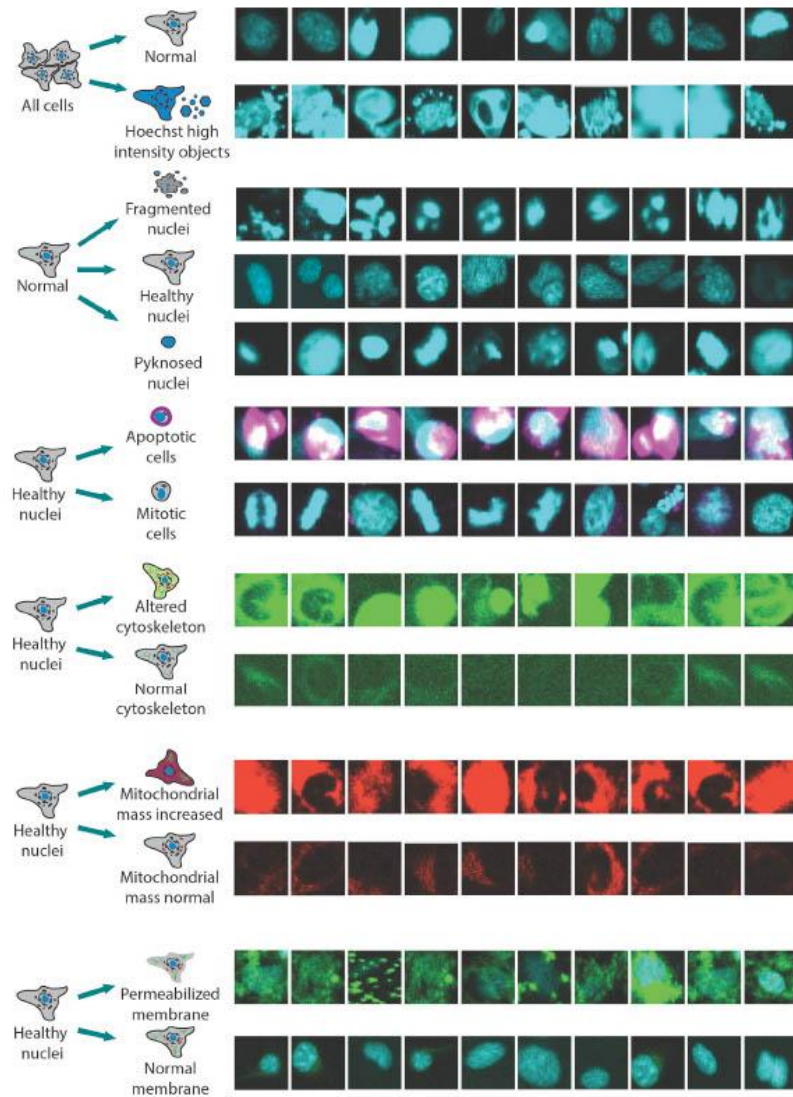 Normal
All cells
Hoechst high
intensity objects
Fragmented
nuclei
Normal
Healthy
nuclei
Pyknosed
nuclei
Apoptotic
cells
Healthy
nuclei
Mitotic
cells
Altered
cytoskeleton
Healthy
nuclei
Normal
cytoskeleton
Mitochondrial
mass increased
Healthy
nuclei
Mitochondrial
mass normal
Permeabilized
membrane
Healthy
nuclei
Normal
membrane